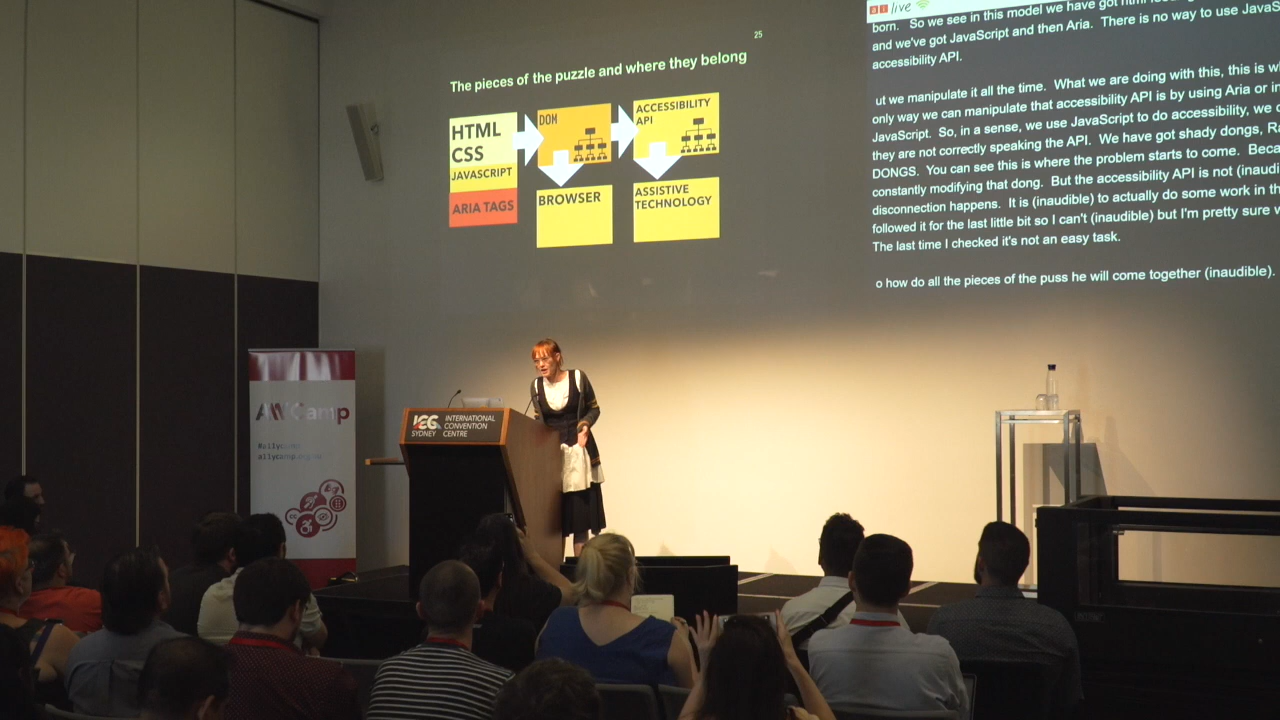 25
The pieces of the puzzle and where they belong
HTML
CSS
JAVASCRIPT
ARIA TAGS
DOM
BROWSER
ACCESSIBILITY
API
ASSISTIVE
TECHNOLOGY
ai live
born. So we see in this model we have got html
and we've got JavaScript and then Aria. There is no way to use
accessibility API.
ut we manipulate it all the time. What we are doing with this, this is
only way we can manipulate that accessibility API is by using Aria or
JavaScript. So, in a sense, we use JavaScript to do accessibility, we
they are not correctly speaking the API. We have got shady dongs,
DONGS. You can see this is where the problem starts to come.
constantly modifying that dong. But the accessibility API is not
disconnection happens. It is (inaudible) to actually do some work in
followed it for the last little bit so I can't (inaudible) but I'm pretty sure
The last time I checked it's not an easy task.
o how do all the pieces of the puss he will come together (inaudible).
ICC SYDNEY
INTERNATIONAL
CONVENTION
CENTRE
Camp
#a11ycamp